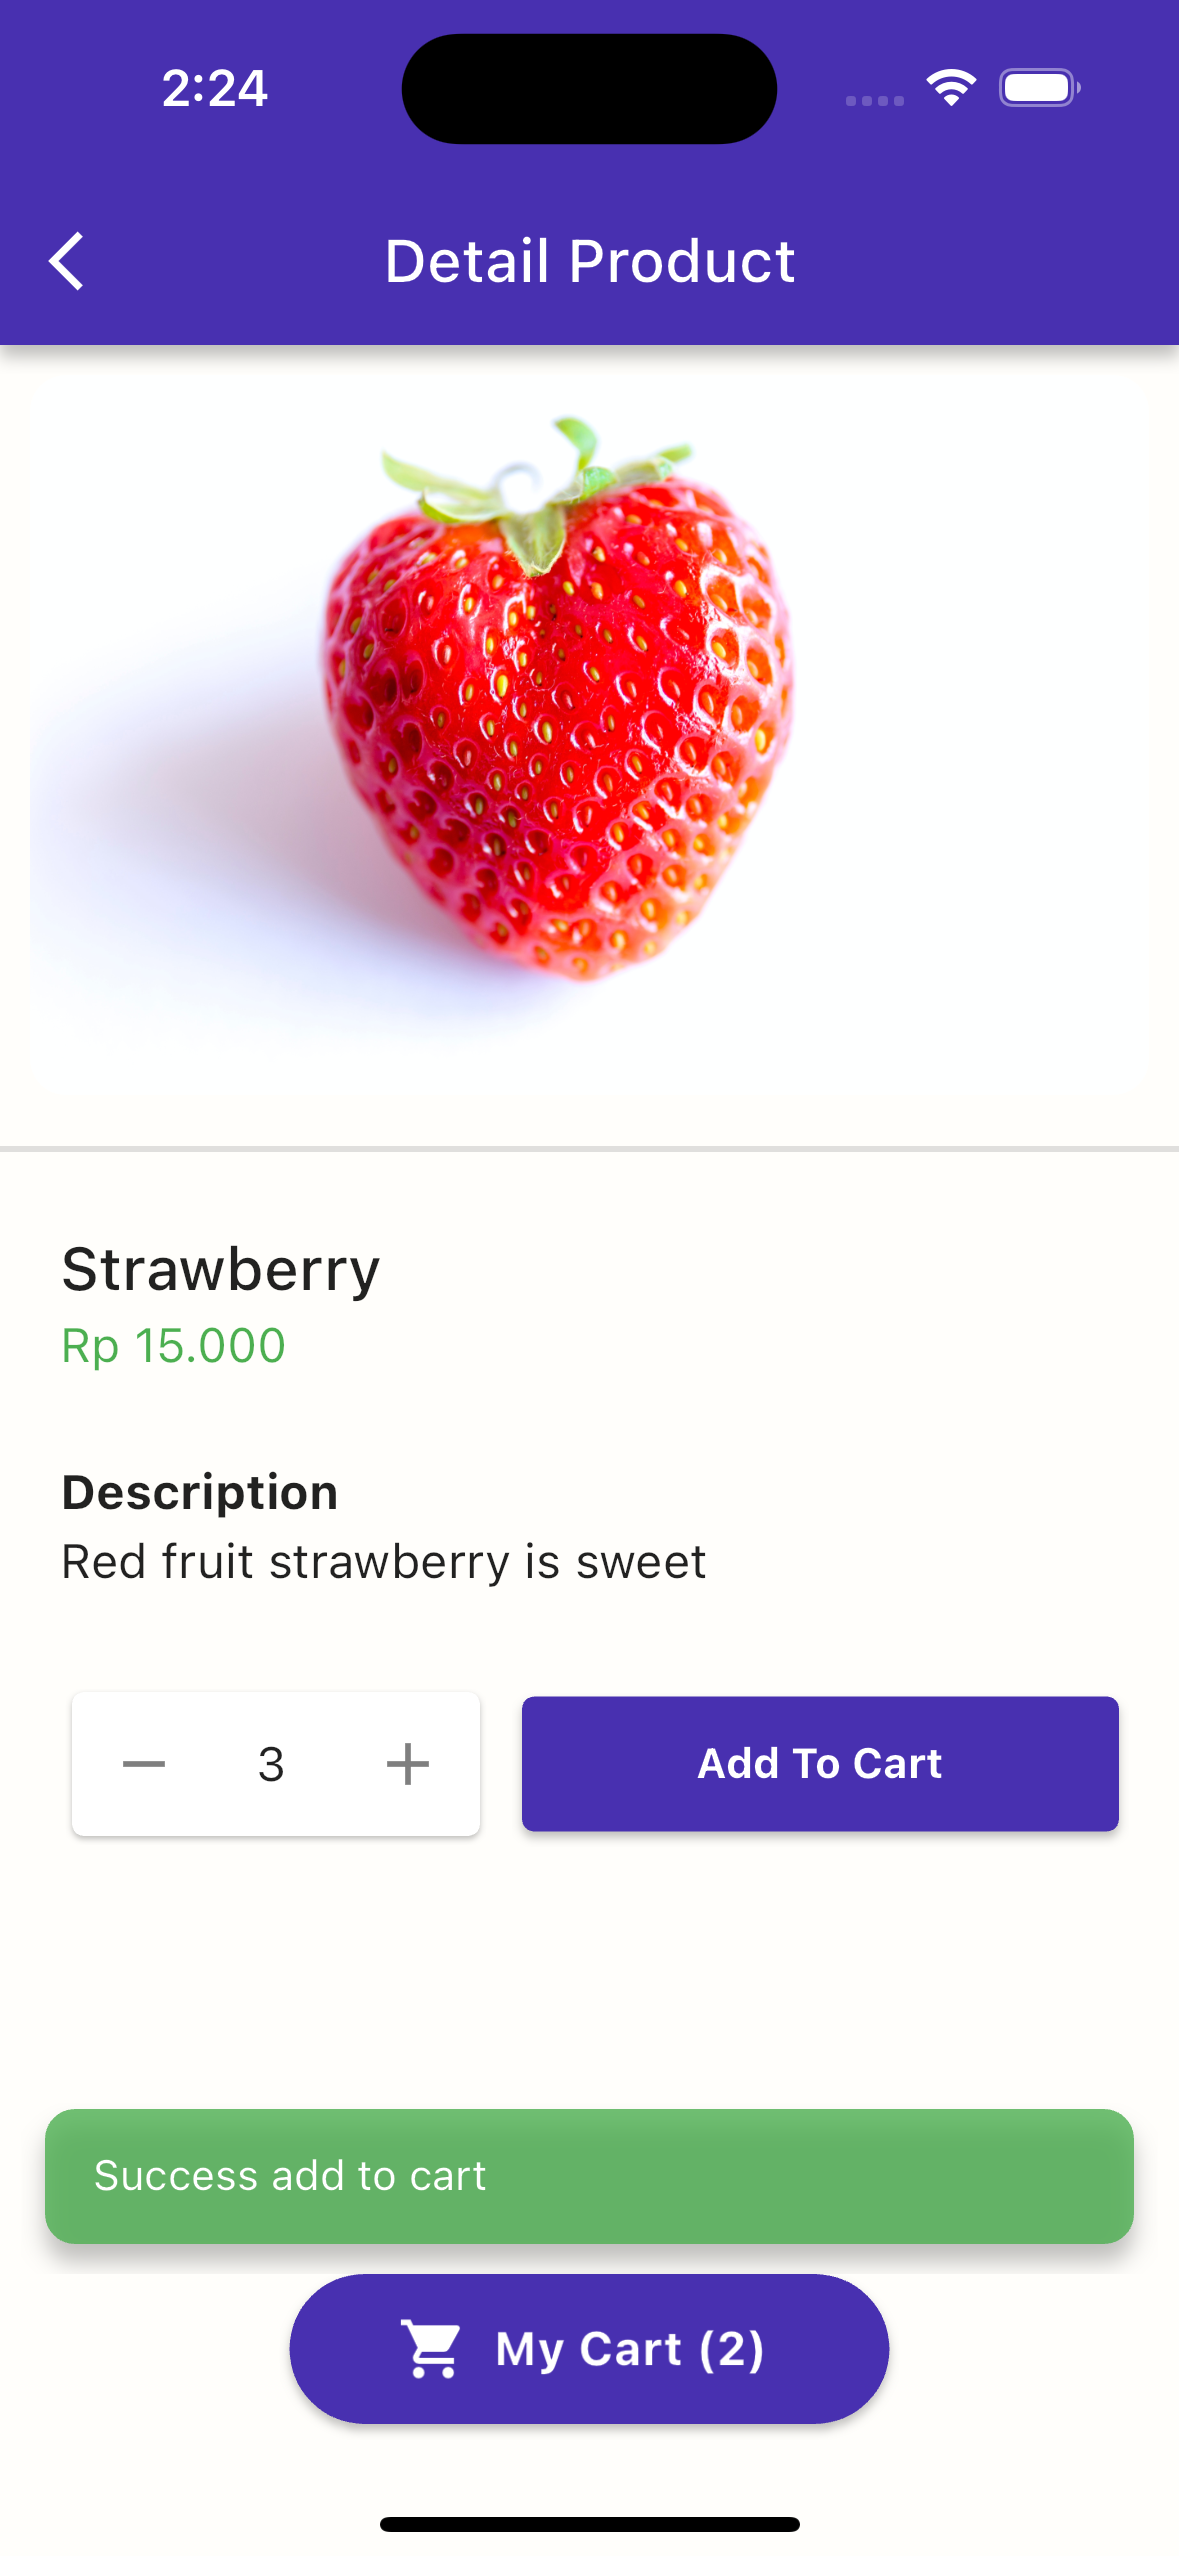 2:24
Detail Product
Strawberry
Rp 15.000
Description
Red fruit strawberry is sweet
3
Add To Cart
Success add to cart
My Cart (2)